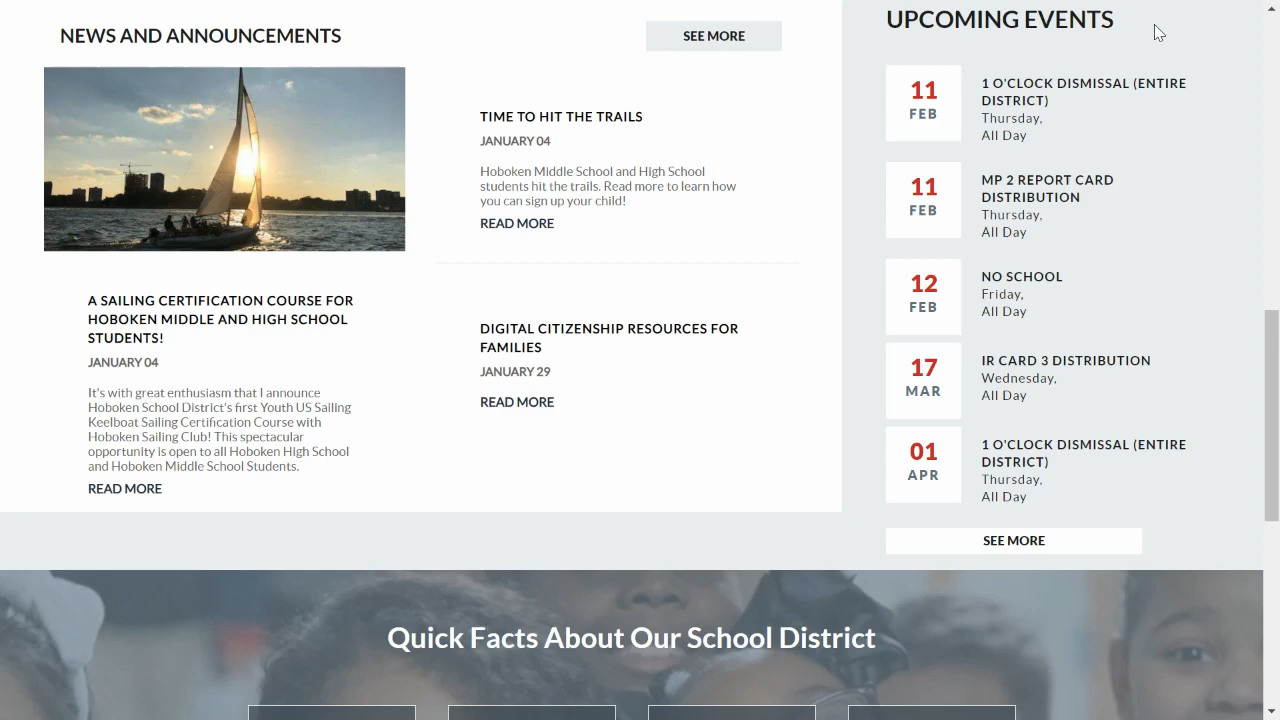 NEWS AND ANNOUNCEMENTS
SEE MORE
A SAILING CERTIFICATION COURSE FOR
HOBOKEN MIDDLE AND HIGH SCHOOL
STUDENTS!
JANUARY 04
It's with great enthusiasm that I announce
Hoboken School District's first Youth US Sailing
Keelboat Sailing Certification Course with
Hoboken Sailing Club! This spectacular
opportunity is open to all Hoboken High School
and Hoboken Middle School Students.
READ MORE
TIME TO HIT THE TRAILS
JANUARY 04
Hoboken MIddle School and High School
students hit the trails. Read more to learn how
you can sign up your child!
READ MORE
DIGITAL CITIZENSHIP RESOURCES FOR
FAMILIES
JANUARY 29
READ MORE
UPCOMING EVENTS
11
FEB
1 O'CLOCK DISMISSAL (ENTIRE
DISTRICT)
Thursday,
All Day
11
FEB
MP 2 REPORT CARD
DISTRIBUTION
Thursday,
All Day
12
FEB
NO SCHOOL
Friday,
All Day
17
MAR
IR CARD 3 DISTRIBUTION
Wednesday,
All Day
01
APR
1 O'CLOCK DISMISSAL (ENTIRE
DISTRICT)
Thursday,
All Day
SEE MORE
Quick Facts About Our School District